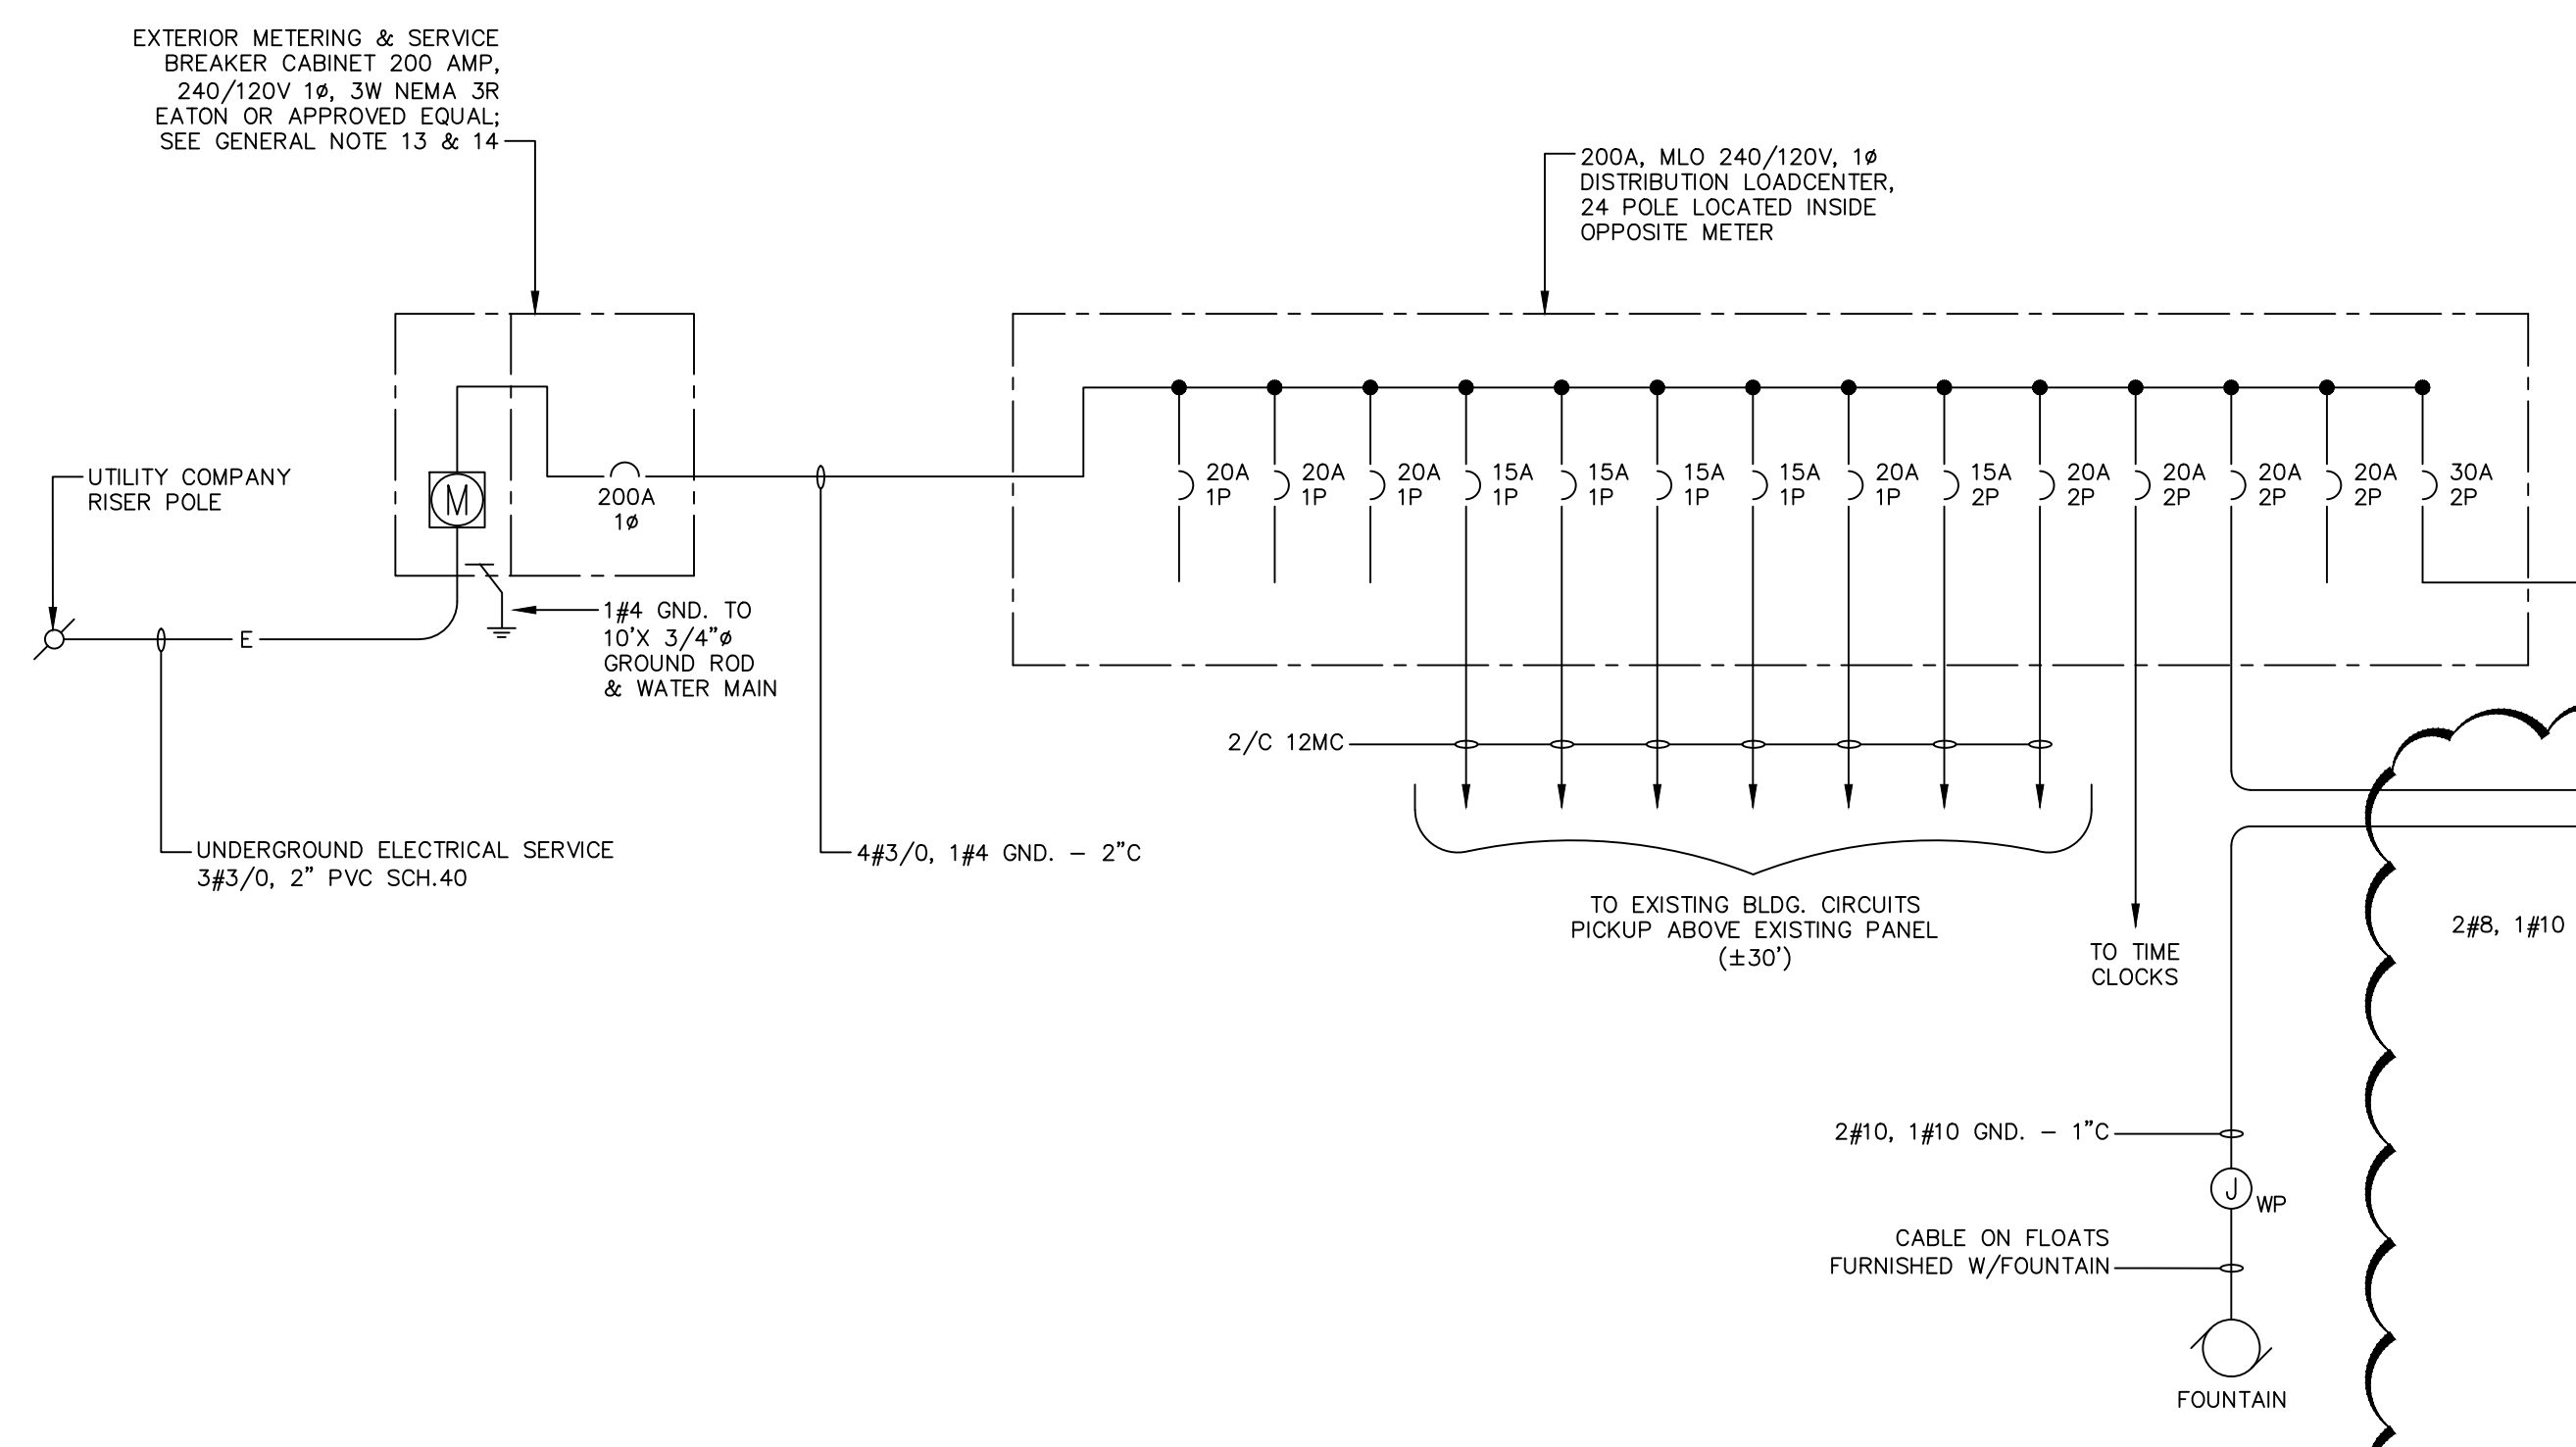 EXTERIOR METERING & SERVICE
BREAKER CABINET 200 AMP,
240/120V 1ø, 3W NEMA 3R
EATON OR APPROVED EQUAL;
SEE GENERAL NOTE 13 & 14
200A, MLO 240/120V, 1ø
DISTRIBUTION LOADCENTER,
24 POLE LOCATED INSIDE
OPPOSITE METER
UTILITY COMPANY
RISER POLE
M
200A
1ø
20A
1P
20A
1P
20A
1P
15A
1P
15A
1P
15A
1P
15A
1P
20A
1P
15A
2P
20A
2P
20A
2P
20A
2P
20A
2P
30A
2P
E
1#4 GND. TO
10'X 3/4"ø
GROUND ROD
& WATER MAIN
2/C 12MC
UNDERGROUND ELECTRICAL SERVICE
3#3/0, 2" PVC SCH.40
4#3/0, 1#4 GND. – 2"C
TO EXISTING BLDG. CIRCUITS
PICKUP ABOVE EXISTING PANEL
(±30')
TO TIME
CLOCKS
2#8, 1#10
2#10, 1#10 GND. – 1"C
J
WP
CABLE ON FLOATS
FURNISHED W/FOUNTAIN
FOUNTAIN